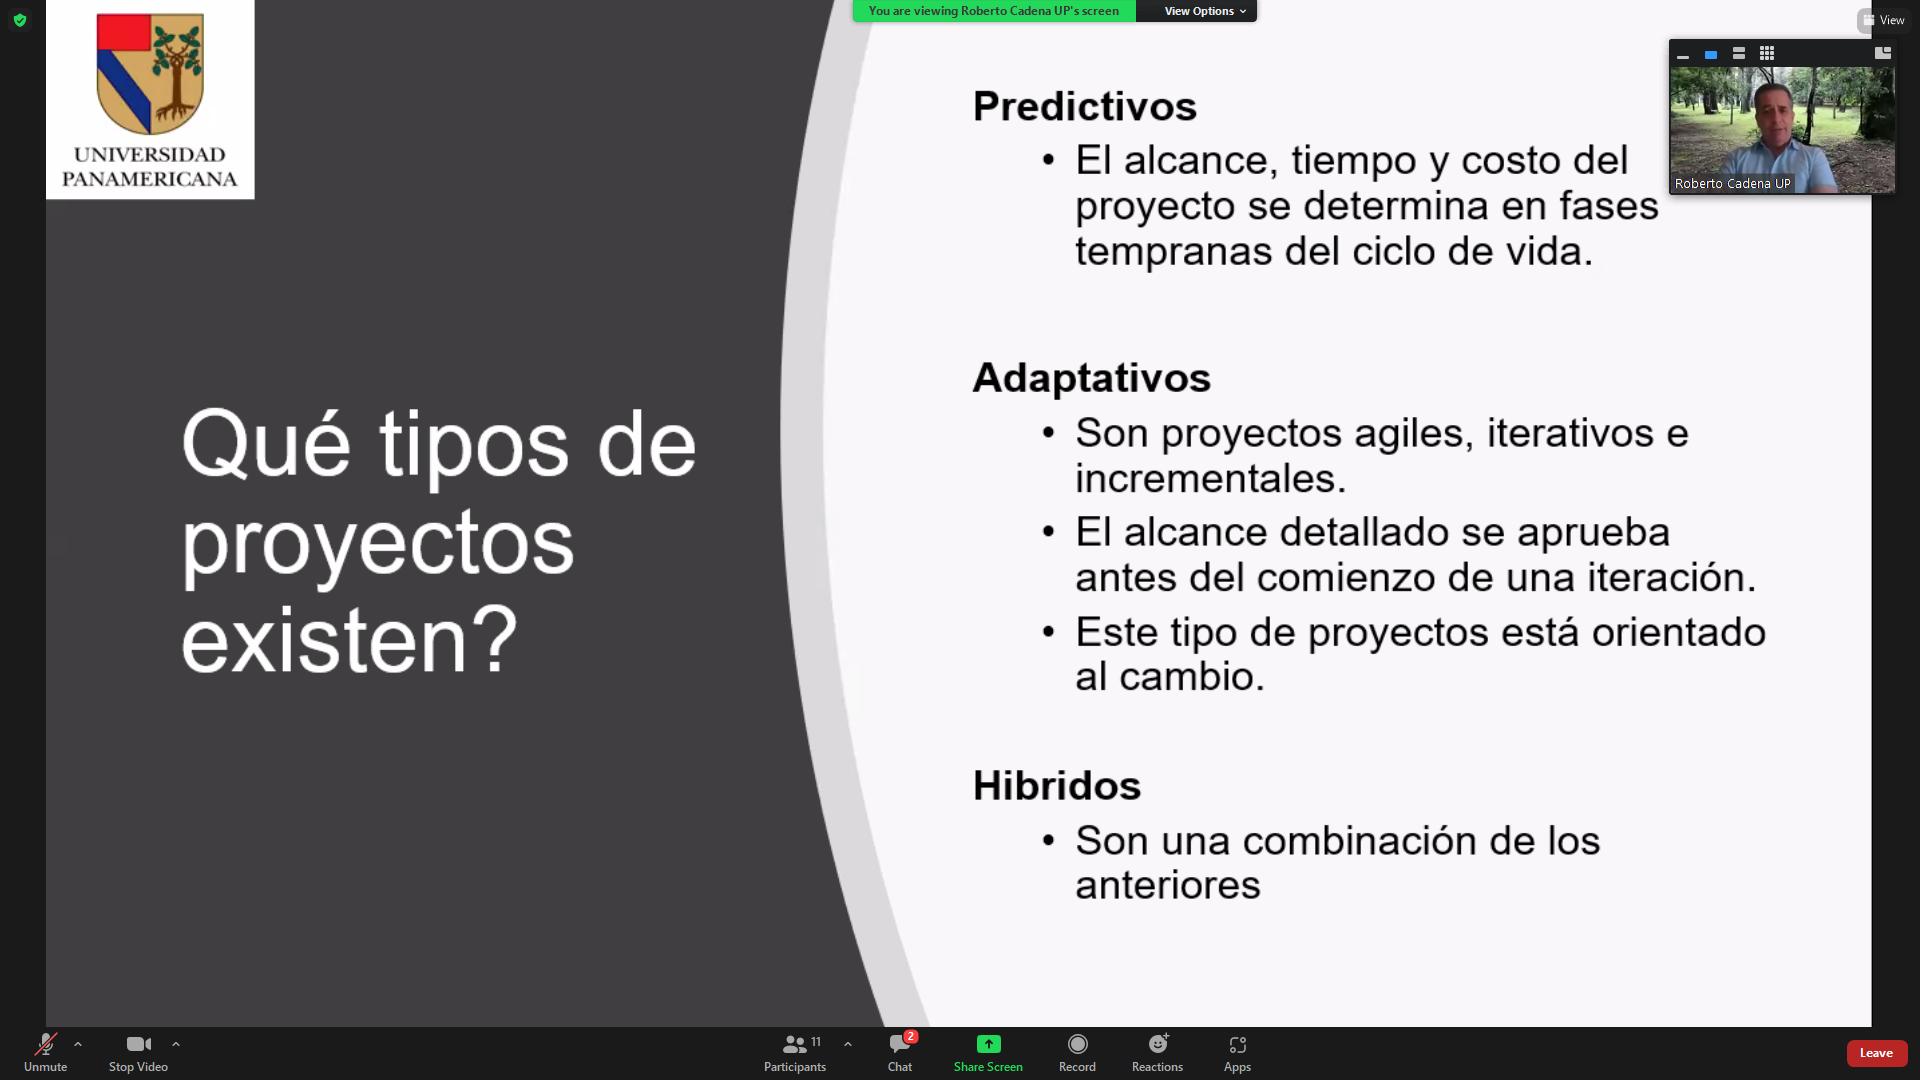 You are viewing Roberto Cadena UP's screen
View Options
View
UNIVERSIDAD
PANAMERICANA
Qué tipos de
proyectos
existen?
Predictivos
• El alcance, tiempo y costo del
proyecto se determina en fases
tempranas del ciclo de vida.
Adaptativos
• Son proyectos agiles, iterativos e
incrementales.
• El alcance detallado se aprueba
antes del comienzo de una iteración.
• Este tipo de proyectos está orientado
al cambio.
Hibridos
• Son una combinación de los
anteriores
Roberto Cadena UP
Unmute
Stop Video
Participants
11
Chat
2
Share Screen
Record
Reactions
Apps
Leave